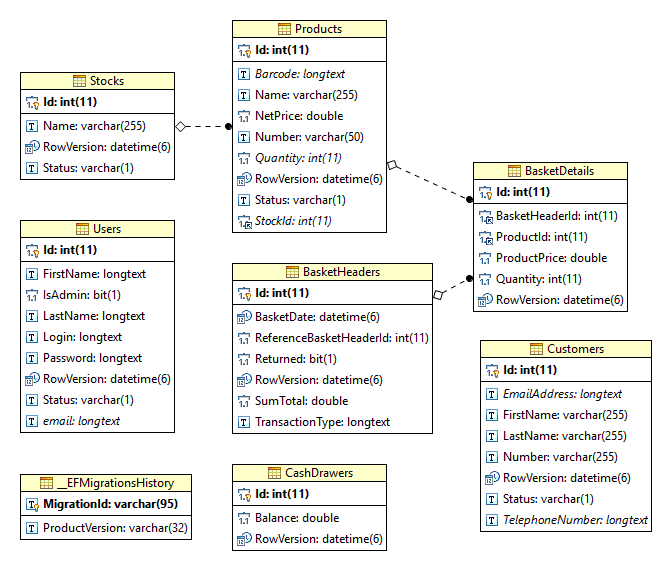 Products
Id: int(11)
Barcode: longtext
Name: varchar(255)
NetPrice: double
Number: varchar(50)
Quantity: int(11)
RowVersion: datetime(6)
Status: varchar(1)
StockId: int(11)
Stocks
Id: int(11)
Name: varchar(255)
RowVersion: datetime(6)
Status: varchar(1)
BasketDetails
Id: int(11)
BasketHeaderId: int(11)
ProductId: int(11)
ProductPrice: double
Quantity: int(11)
RowVersion: datetime(6)
Users
Id: int(11)
FirstName: longtext
IsAdmin: bit(1)
LastName: longtext
Login: longtext
Password: longtext
RowVersion: datetime(6)
Status: varchar(1)
email: longtext
BasketHeaders
Id: int(11)
BasketDate: datetime(6)
ReferenceBasketHeaderId: int(11)
Returned: bit(1)
RowVersion: datetime(6)
SumTotal: double
TransactionType: longtext
Customers
Id: int(11)
EmailAddress: longtext
FirstName: varchar(255)
LastName: varchar(255)
Number: varchar(255)
RowVersion: datetime(6)
Status: varchar(1)
TelephoneNumber: longtext
__EFMigrationsHistory
MigrationId: varchar(95)
ProductVersion: varchar(32)
CashDrawers
Id: int(11)
Balance: double
RowVersion: datetime(6)